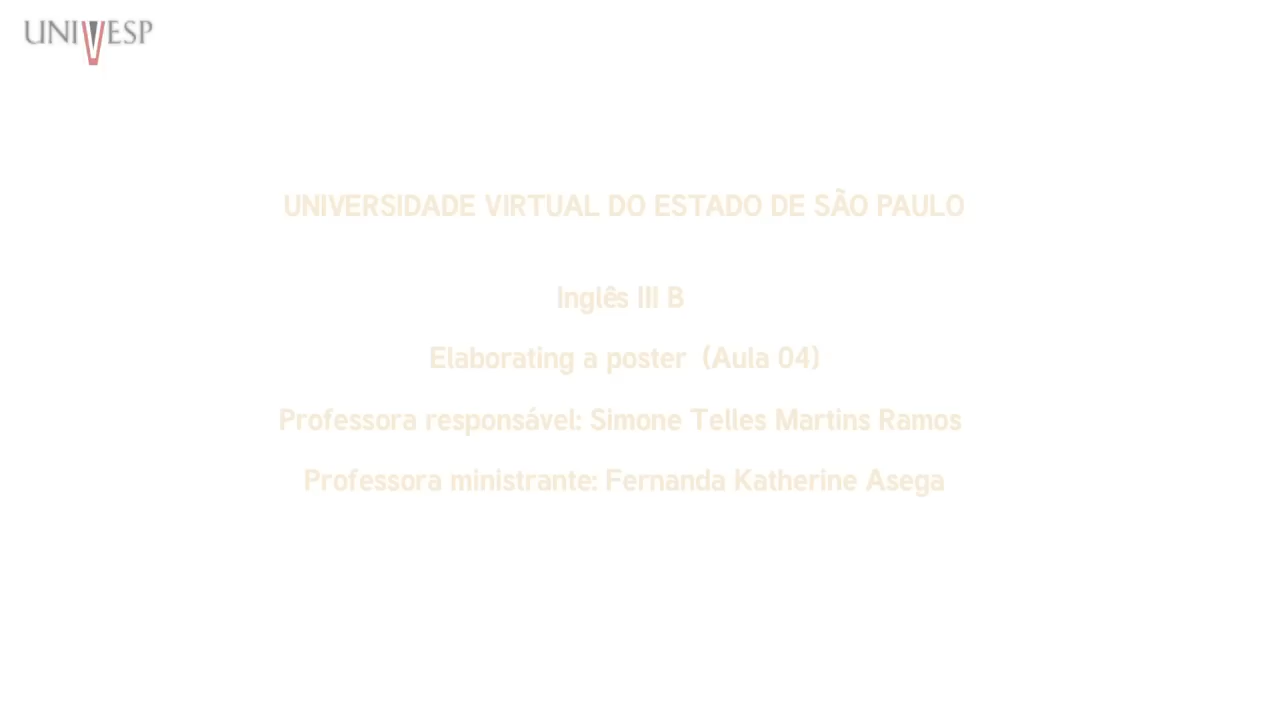 UNIVESP
UNIVERSIDADE VIRTUAL DO ESTADO DE SÃO PAULO
Inglês III B
Elaborating a poster (Aula 04)
Professora responsável: Simone Telles Martins Ramos
Professora ministrante: Fernanda Katherine Asega